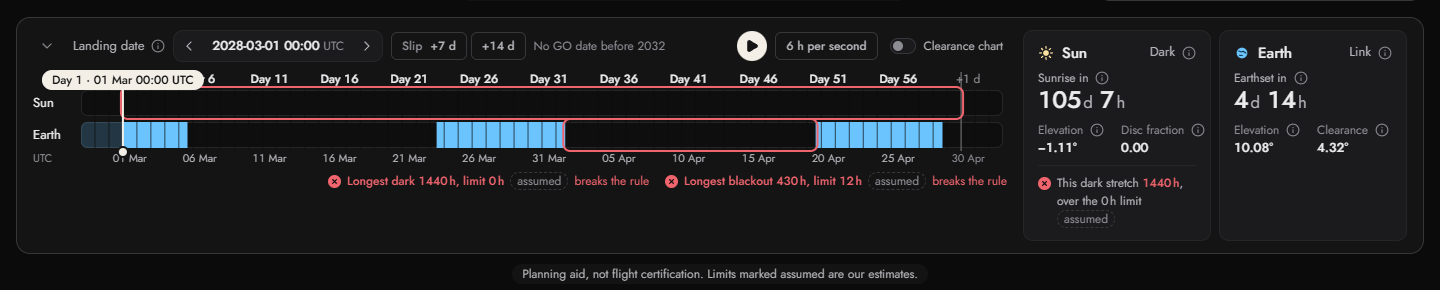 Landing date
2028-03-01 00:00 UTC
Slip +7 d
+14 d
No GO date before 2032
6 h per second
Clearance chart
Day 1 · 01 Mar 00:00 UTC
6 Day 11 Day 16 Day 21 Day 26 Day 31 Day 36 Day 41 Day 46 Day 51 Day 56 +1 d
Sun
Earth
UTC 01 Mar 06 Mar 11 Mar 16 Mar 21 Mar 26 Mar 31 Mar 05 Apr 10 Apr 15 Apr 20 Apr 25 Apr 30 Apr
Longest dark 1440 h, limit 0 h assumed breaks the rule
Longest blackout 430 h, limit 12 h assumed breaks the rule
Sun Dark
Sunrise in
105 d 7 h
Elevation Disc fraction
−1.11° 0.00
This dark stretch 1440 h,
over the 0 h limit
assumed
Earth Link
Earthset in
4 d 14 h
Elevation Clearance
10.08° 4.32°
Planning aid, not flight certification. Limits marked assumed are our estimates.